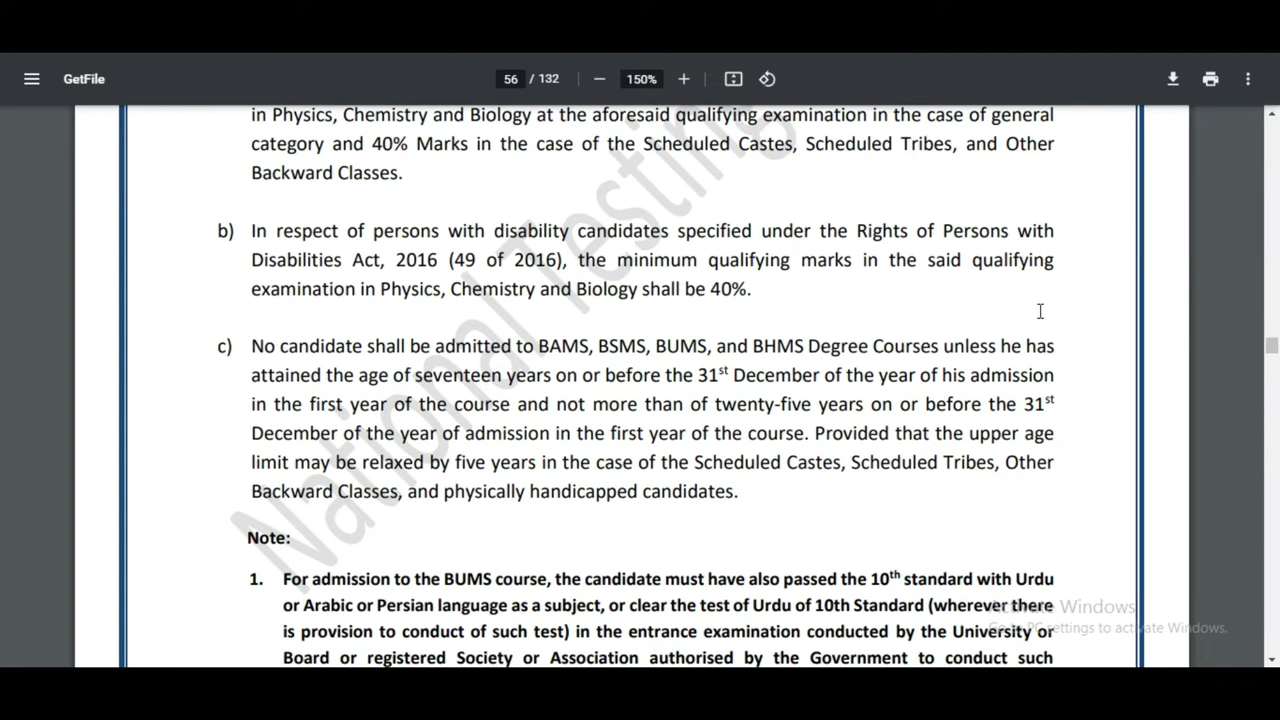 GetFile
56 / 132
150%
in Physics, Chemistry and Biology at the aforesaid qualifying examination in the case of general
category and 40% Marks in the case of the Scheduled Castes, Scheduled Tribes, and Other
Backward Classes.
b) In respect of persons with disability candidates specified under the Rights of Persons with
Disabilities Act, 2016 (49 of 2016), the minimum qualifying marks in the said qualifying
examination in Physics, Chemistry and Biology shall be 40%.
c) No candidate shall be admitted to BAMS, BSMS, BUMS, and BHMS Degree Courses unless he has
attained the age of seventeen years on or before the 31st December of the year of his admission
in the first year of the course and not more than of twenty-five years on or before the 31st
December of the year of admission in the first year of the course. Provided that the upper age
limit may be relaxed by five years in the case of the Scheduled Castes, Scheduled Tribes, Other
Backward Classes, and physically handicapped candidates.
Note:
1. For admission to the BUMS course, the candidate must have also passed the 10th standard with Urdu
or Arabic or Persian language as a subject, or clear the test of Urdu of 10th Standard (wherever there
is provision to conduct of such test) in the entrance examination conducted by the University or
Board or registered Society or Association authorised by the Government to conduct such
National Testing
Activate Windows
Go to PC settings to activate Windows.